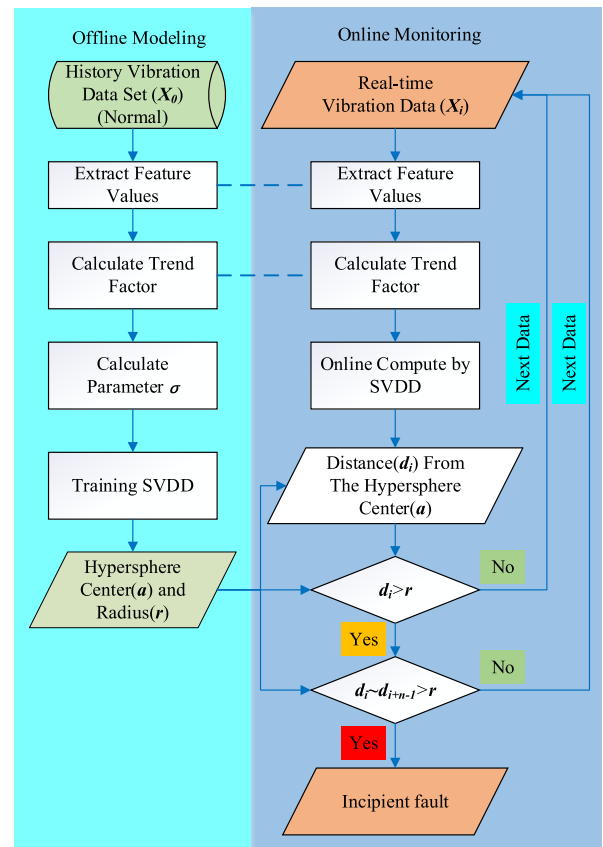 Offline Modeling
History Vibration
Data Set (X₀)
(Normal)
Extract Feature
Values
Calculate Trend
Factor
Calculate
Parameter σ
Training SVDD
Hypersphere
Center(a) and
Radius(r)
Online Monitoring
Real-time
Vibration Data (Xᵢ)
Extract Feature
Values
Calculate Trend
Factor
Online Compute by
SVDD
Distance(dᵢ) From
The Hypersphere
Center(a)
dᵢ>r
No
Yes
dᵢ~dᵢ₊ₙ₋₁>r
No
Yes
Incipient fault
Next Data
Next Data